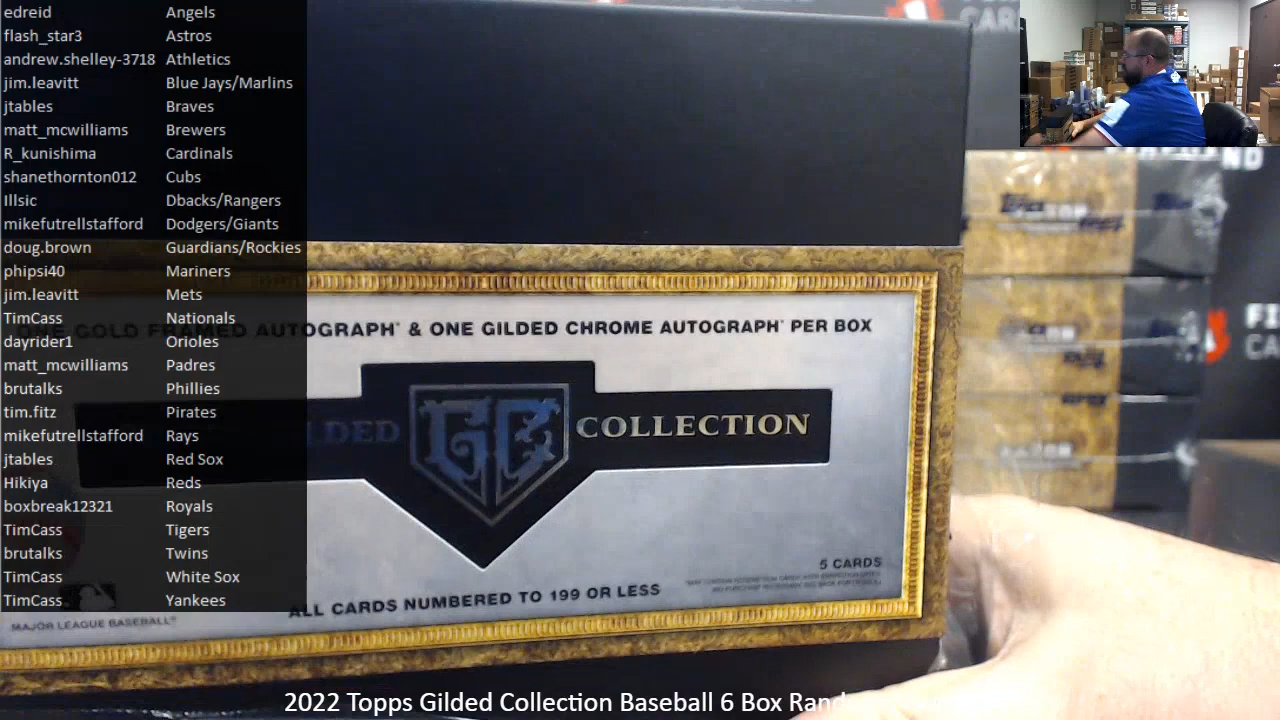 edreid Angels
flash_star3 Astros
andrew.shelley-3718 Athletics
jim.leavitt Blue Jays/Marlins
jtables Braves
matt_mcwilliams Brewers
R_kunishima Cardinals
shanethornton012 Cubs
Illsic Dbacks/Rangers
mikefutrellstafford Dodgers/Giants
doug.brown Guardians/Rockies
phipsi40 Mariners
jim.leavitt Mets
TimCass Nationals
dayrider1 Orioles
matt_mcwilliams Padres
brutalks Phillies
tim.fitz Pirates
mikefutrellstafford Rays
jtables Red Sox
Hikiya Reds
boxbreak12321 Royals
TimCass Tigers
brutalks Twins
TimCass White Sox
TimCass Yankees
ONE GOLD FRAMED AUTOGRAPH* & ONE GILDED CHROME AUTOGRAPH* PER BOX
LDED GC COLLECTION
5 CARDS
ALL CARDS NUMBERED TO 199 OR LESS
MAJOR LEAGUE BASEBALL
FI
CA
CAR
ND
2022 Topps Gilded Collection Baseball 6 Box Rand